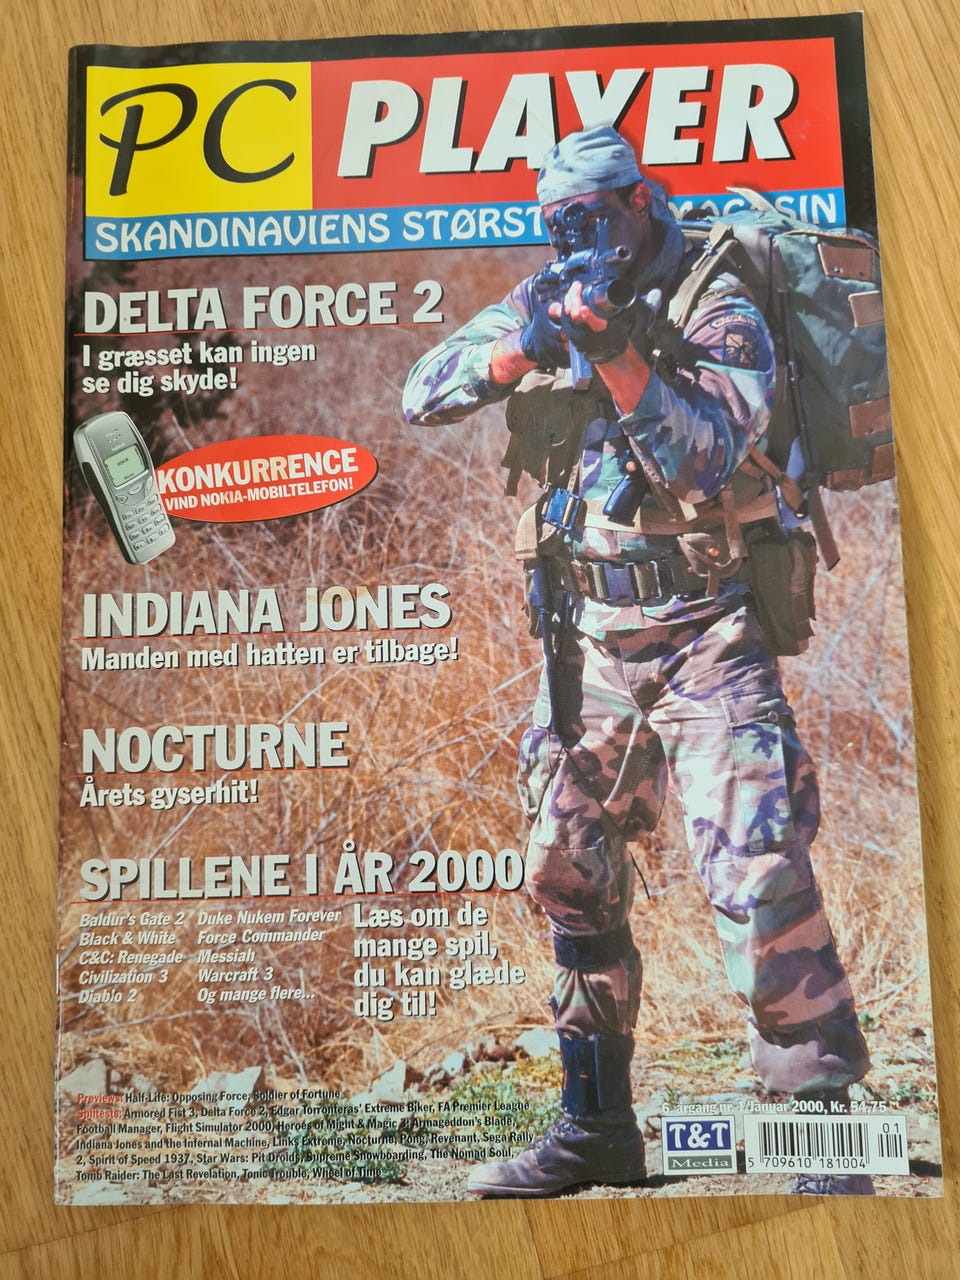 PC PLAYER
SKANDINAVIENS STØRST MAGASIN
DELTA FORCE 2
I græsset kan ingen
se dig skyde!
KONKURRENCE
VIND NOKIA-MOBILTELEFON!
INDIANA JONES
Manden med hatten er tilbage!
NOCTURNE
Årets gyserhit!
SPILLENE I ÅR 2000
Baldur's Gate 2
Black & White
C&C: Renegade
Civilization 3
Diablo 2
Duke Nukem Forever
Force Commander
Messiah
Warcraft 3
Og mange flere...
Læs om de
mange spil,
du kan glæde
dig til!
Previews: Half-Life: Opposing Force, Soldier of Fortune
Spiltests: Armored Fist 3, Delta Force 2, Edgar Torronteras' Extreme Biker, FA Premier League
Football Manager, Flight Simulator 2000, Heroes of Might & Magic 3: Armageddon's Blade,
Indiana Jones and the Infernal Machine, Links Extreme, Nocturne, Pong, Revenant, Sega Rally
2, Spirit of Speed 1937, Star Wars: Pit Droids, Supreme Snowboarding, The Nomad Soul,
Tomb Raider: The Last Revelation, Tonic Trouble, Wheel of Time
6. årgang nr. 1/Januar 2000, Kr. 54,75
T&T
Media
01
5 709610 181004